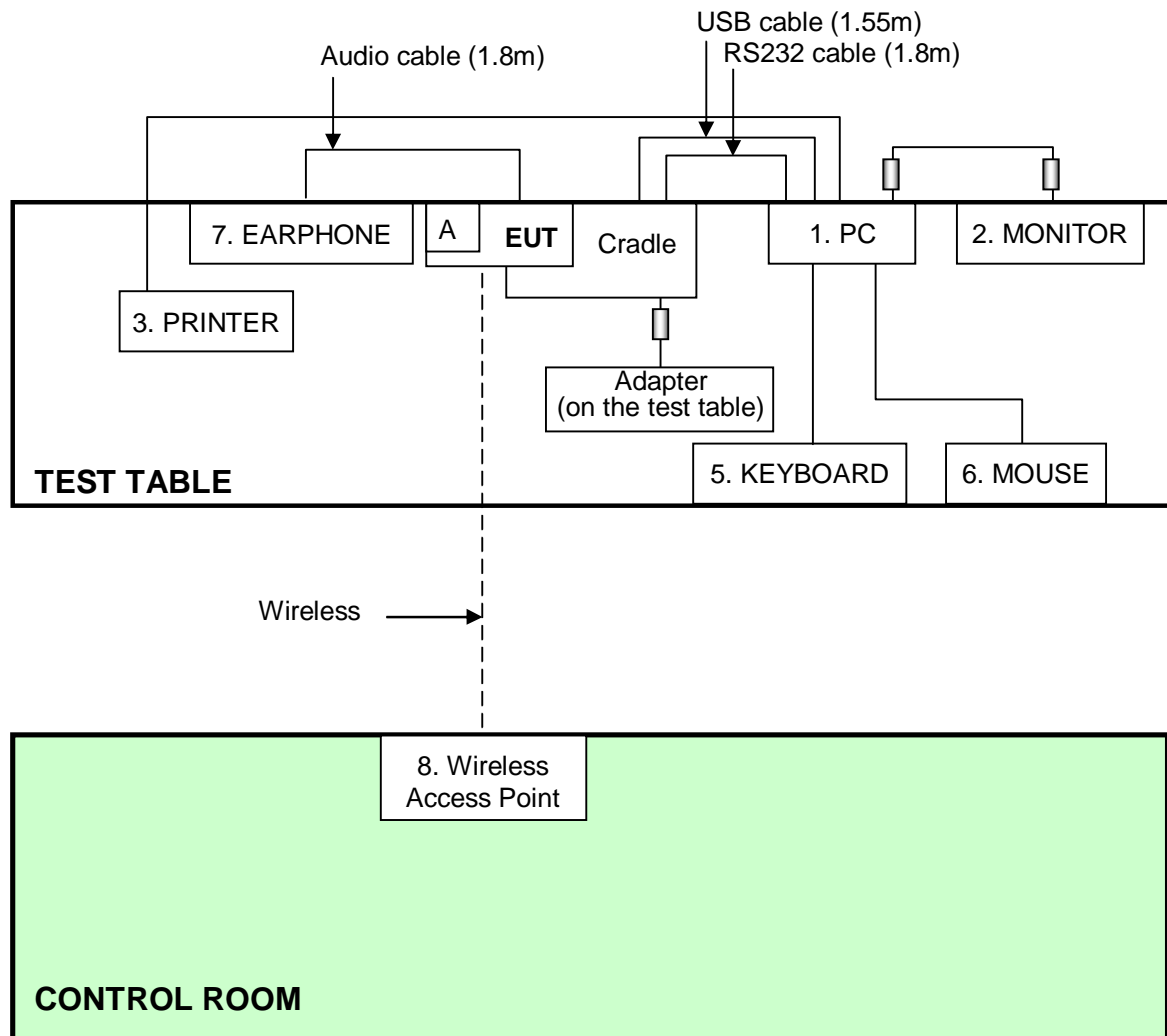 USB cable (1.55m)
Audio cable (1.8m)
RS232 cable (1.8m)
7. EARPHONE
A
EUT
Cradle
1. PC
2. MONITOR
3. PRINTER
Adapter
(on the test table)
5. KEYBOARD
6. MOUSE
TEST TABLE
Wireless
8. Wireless
Access Point
CONTROL ROOM